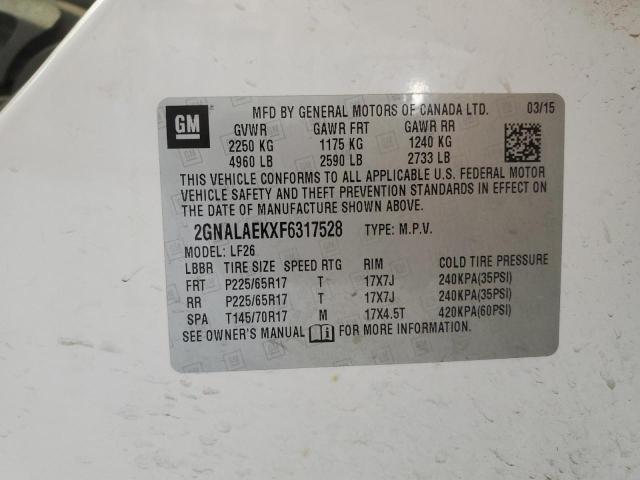 GM
MFD BY GENERAL MOTORS OF CANADA LTD. 03/15
GVWR GAWR FRT GAWR RR
2250 KG 1175 KG 1240 KG
4960 LB 2590 LB 2733 LB
THIS VEHICLE CONFORMS TO ALL APPLICABLE U.S. FEDERAL MOTOR
VEHICLE SAFETY AND THEFT PREVENTION STANDARDS IN EFFECT ON
THE DATE OF MANUFACTURE SHOWN ABOVE.
2GNALAEKXF6317528 TYPE: M.P.V.
MODEL: LF26
LBBR TIRE SIZE SPEED RTG RIM COLD TIRE PRESSURE
FRT P225/65R17 T 17X7J 240KPA(35PSI)
RR P225/65R17 T 17X7J 240KPA(35PSI)
SPA T145/70R17 M 17X4.5T 420KPA(60PSI)
SEE OWNER'S MANUAL FOR MORE INFORMATION.